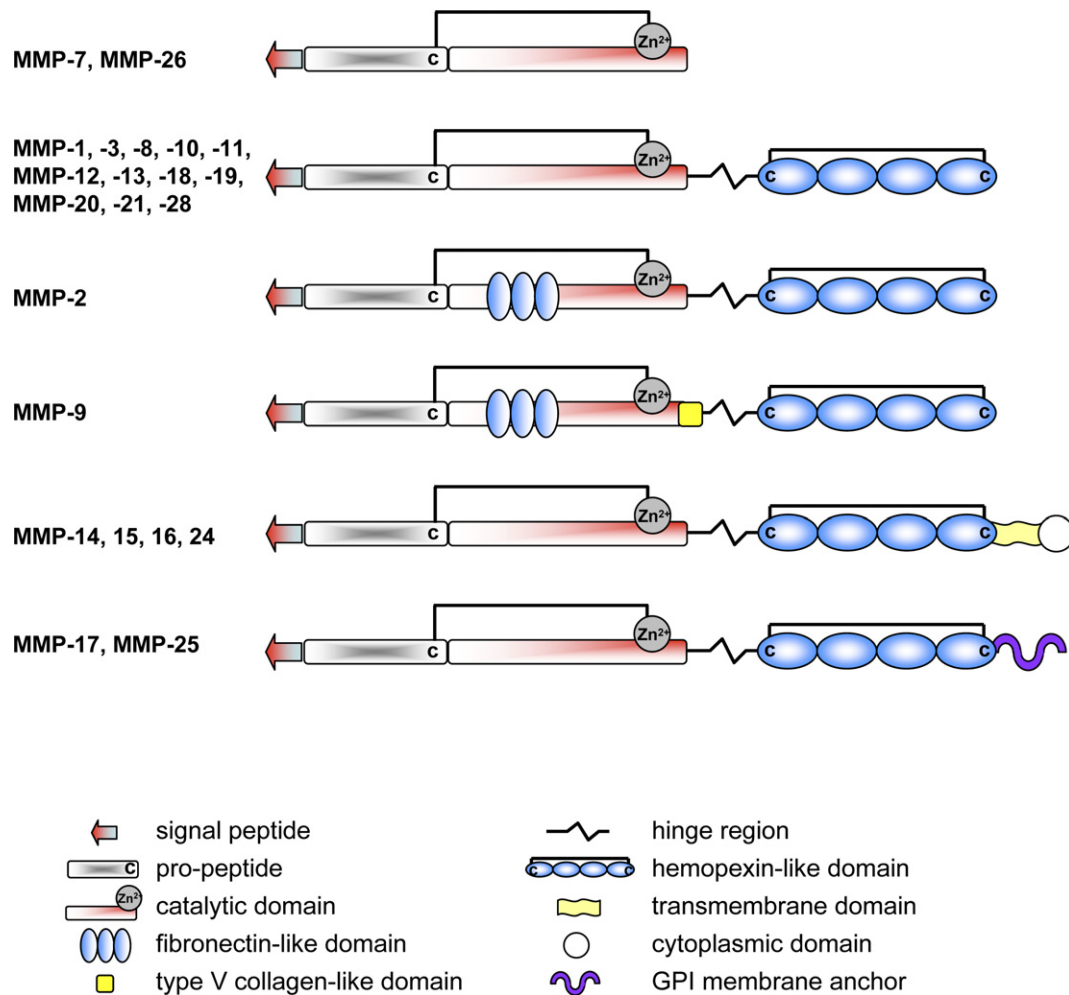 MMP-7, MMP-26
C
Zn2+
MMP-1, -3, -8, -10, -11,
MMP-12, -13, -18, -19,
MMP-20, -21, -28
C
Zn2+
C
C
MMP-2
C
Zn2+
C
C
MMP-9
C
Zn2+
C
C
MMP-14, 15, 16, 24
C
Zn2+
C
C
MMP-17, MMP-25
C
Zn2+
C
C
signal peptide
C
pro-peptide
Zn2
catalytic domain
fibronectin-like domain
type V collagen-like domain
hinge region
C
C
hemopexin-like domain
transmembrane domain
cytoplasmic domain
GPI membrane anchor